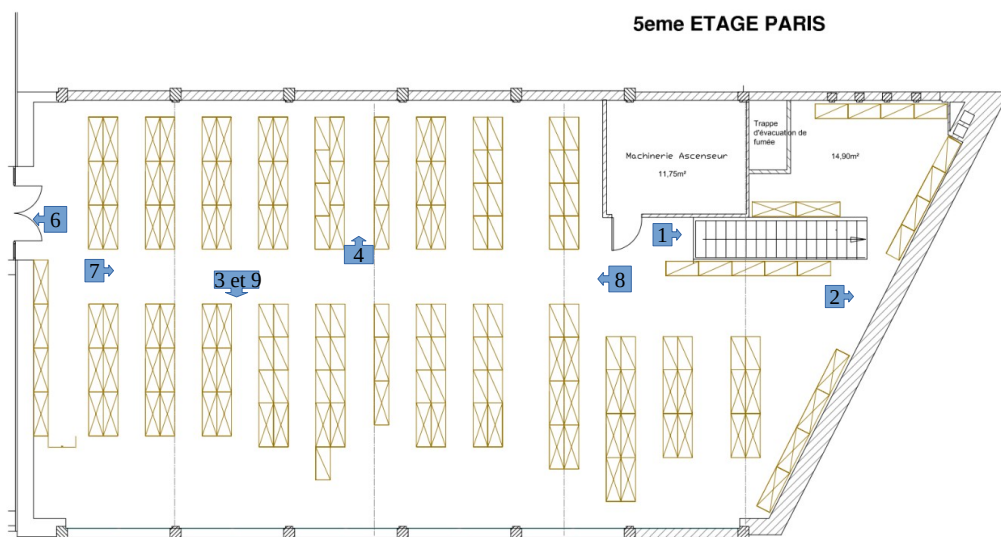 5eme ETAGE PARIS
Trappe
d'évacuation de
fumée
Machinerie Ascenseur
11,75m²
14,90m²
6
1
4
7
3 et 9
8
2